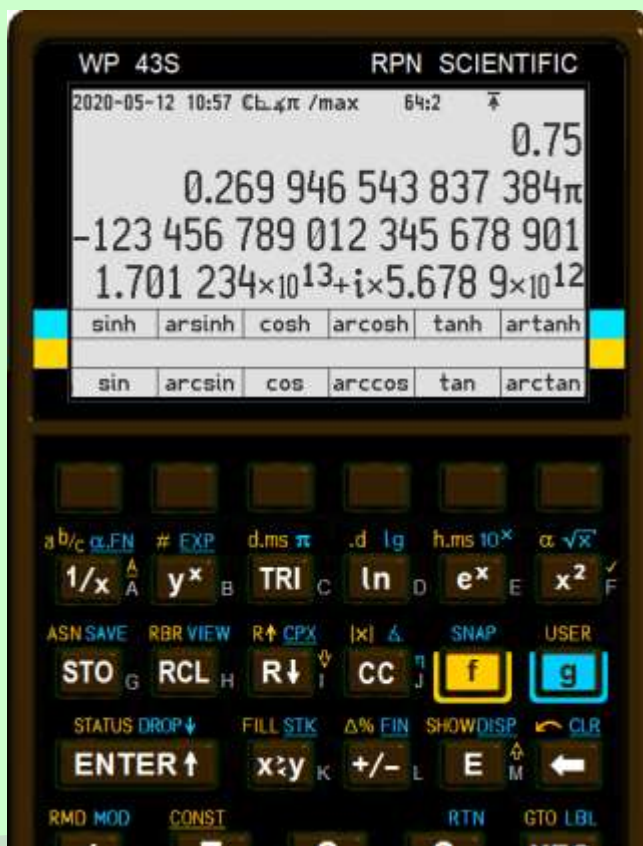 WP 43S RPN SCIENTIFIC
2020-05-12 10:57 C∟∡π /max 64:2
0.75
0.269 946 543 837 384π
-123 456 789 012 345 678 901
1.701 234×10¹³+i×5.678 9×10¹²
sinh arsinh cosh arcosh tanh artanh
sin arcsin cos arccos tan arctan
a b/c α.FN # EXP d.ms π .d lg h.ms 10ˣ α √x
1/x A yˣ B TRI C ln D eˣ E x² F
ASN SAVE RBR VIEW R↑ CPX |x| ∡ SNAP USER
STO G RCL H R↓ I CC J f g
STATUS DROP↓ FILL STK Δ% FIN SHOW DISP CLR
ENTER↑ x≷y K +/- L E M ←
RMD MOD CONST RTN GTO LBL